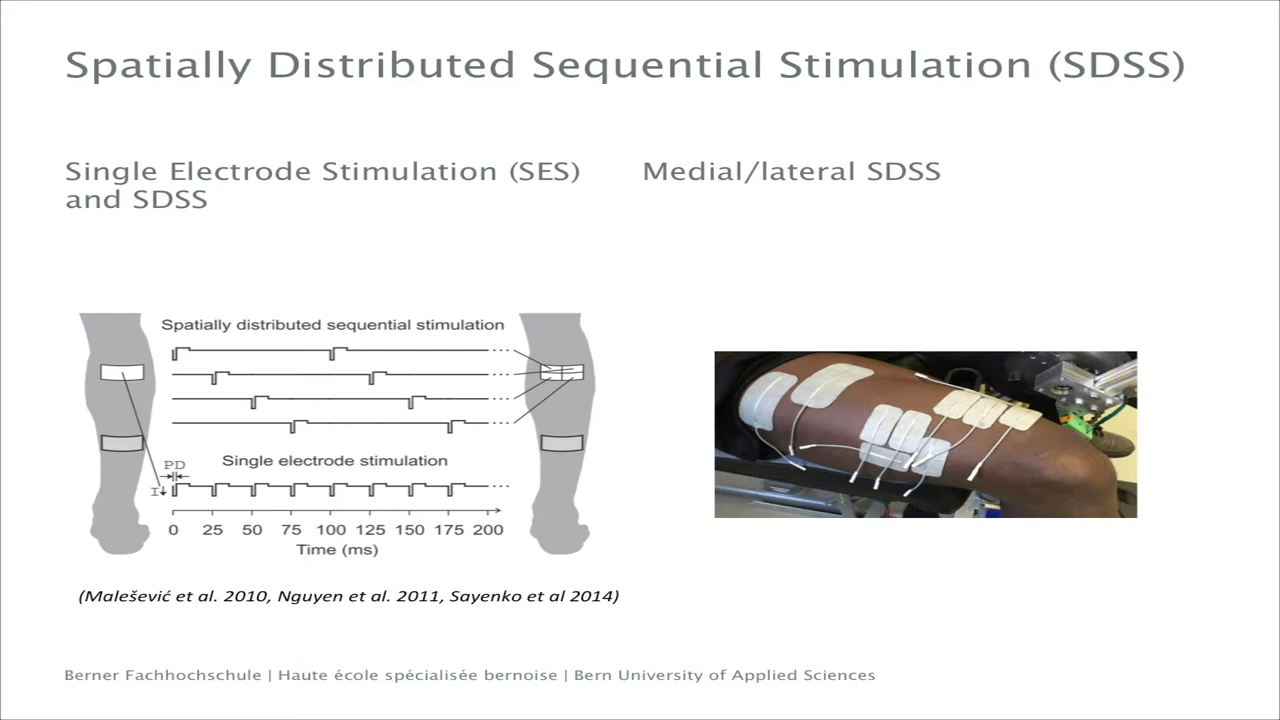 Spatially Distributed Sequential Stimulation (SDSS)
Single Electrode Stimulation (SES)
and SDSS
Medial/lateral SDSS
Spatially distributed sequential stimulation
Single electrode stimulation
PD
I
0 25 50 75 100 125 150 175 200
Time (ms)
(Malešević et al. 2010, Nguyen et al. 2011, Sayenko et al 2014)
Berner Fachhochschule | Haute école spécialisée bernoise | Bern University of Applied Sciences